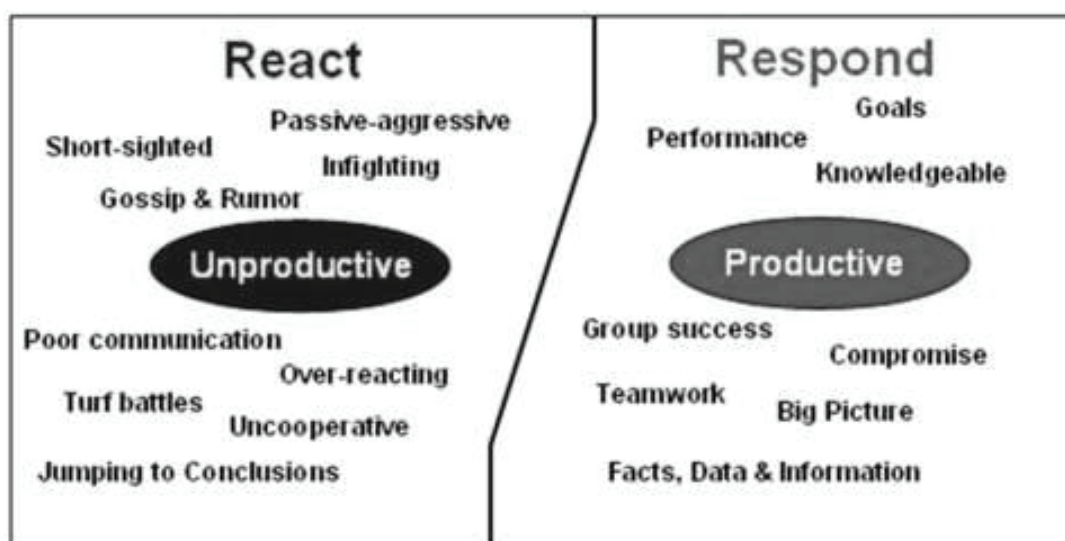 React
Passive-aggressive
Short-sighted
Infighting
Gossip & Rumor
Unproductive
Poor communication
Over-reacting
Turf battles
Uncooperative
Jumping to Conclusions
Respond
Goals
Performance
Knowledgeable
Productive
Group success
Compromise
Teamwork
Big Picture
Facts, Data & Information